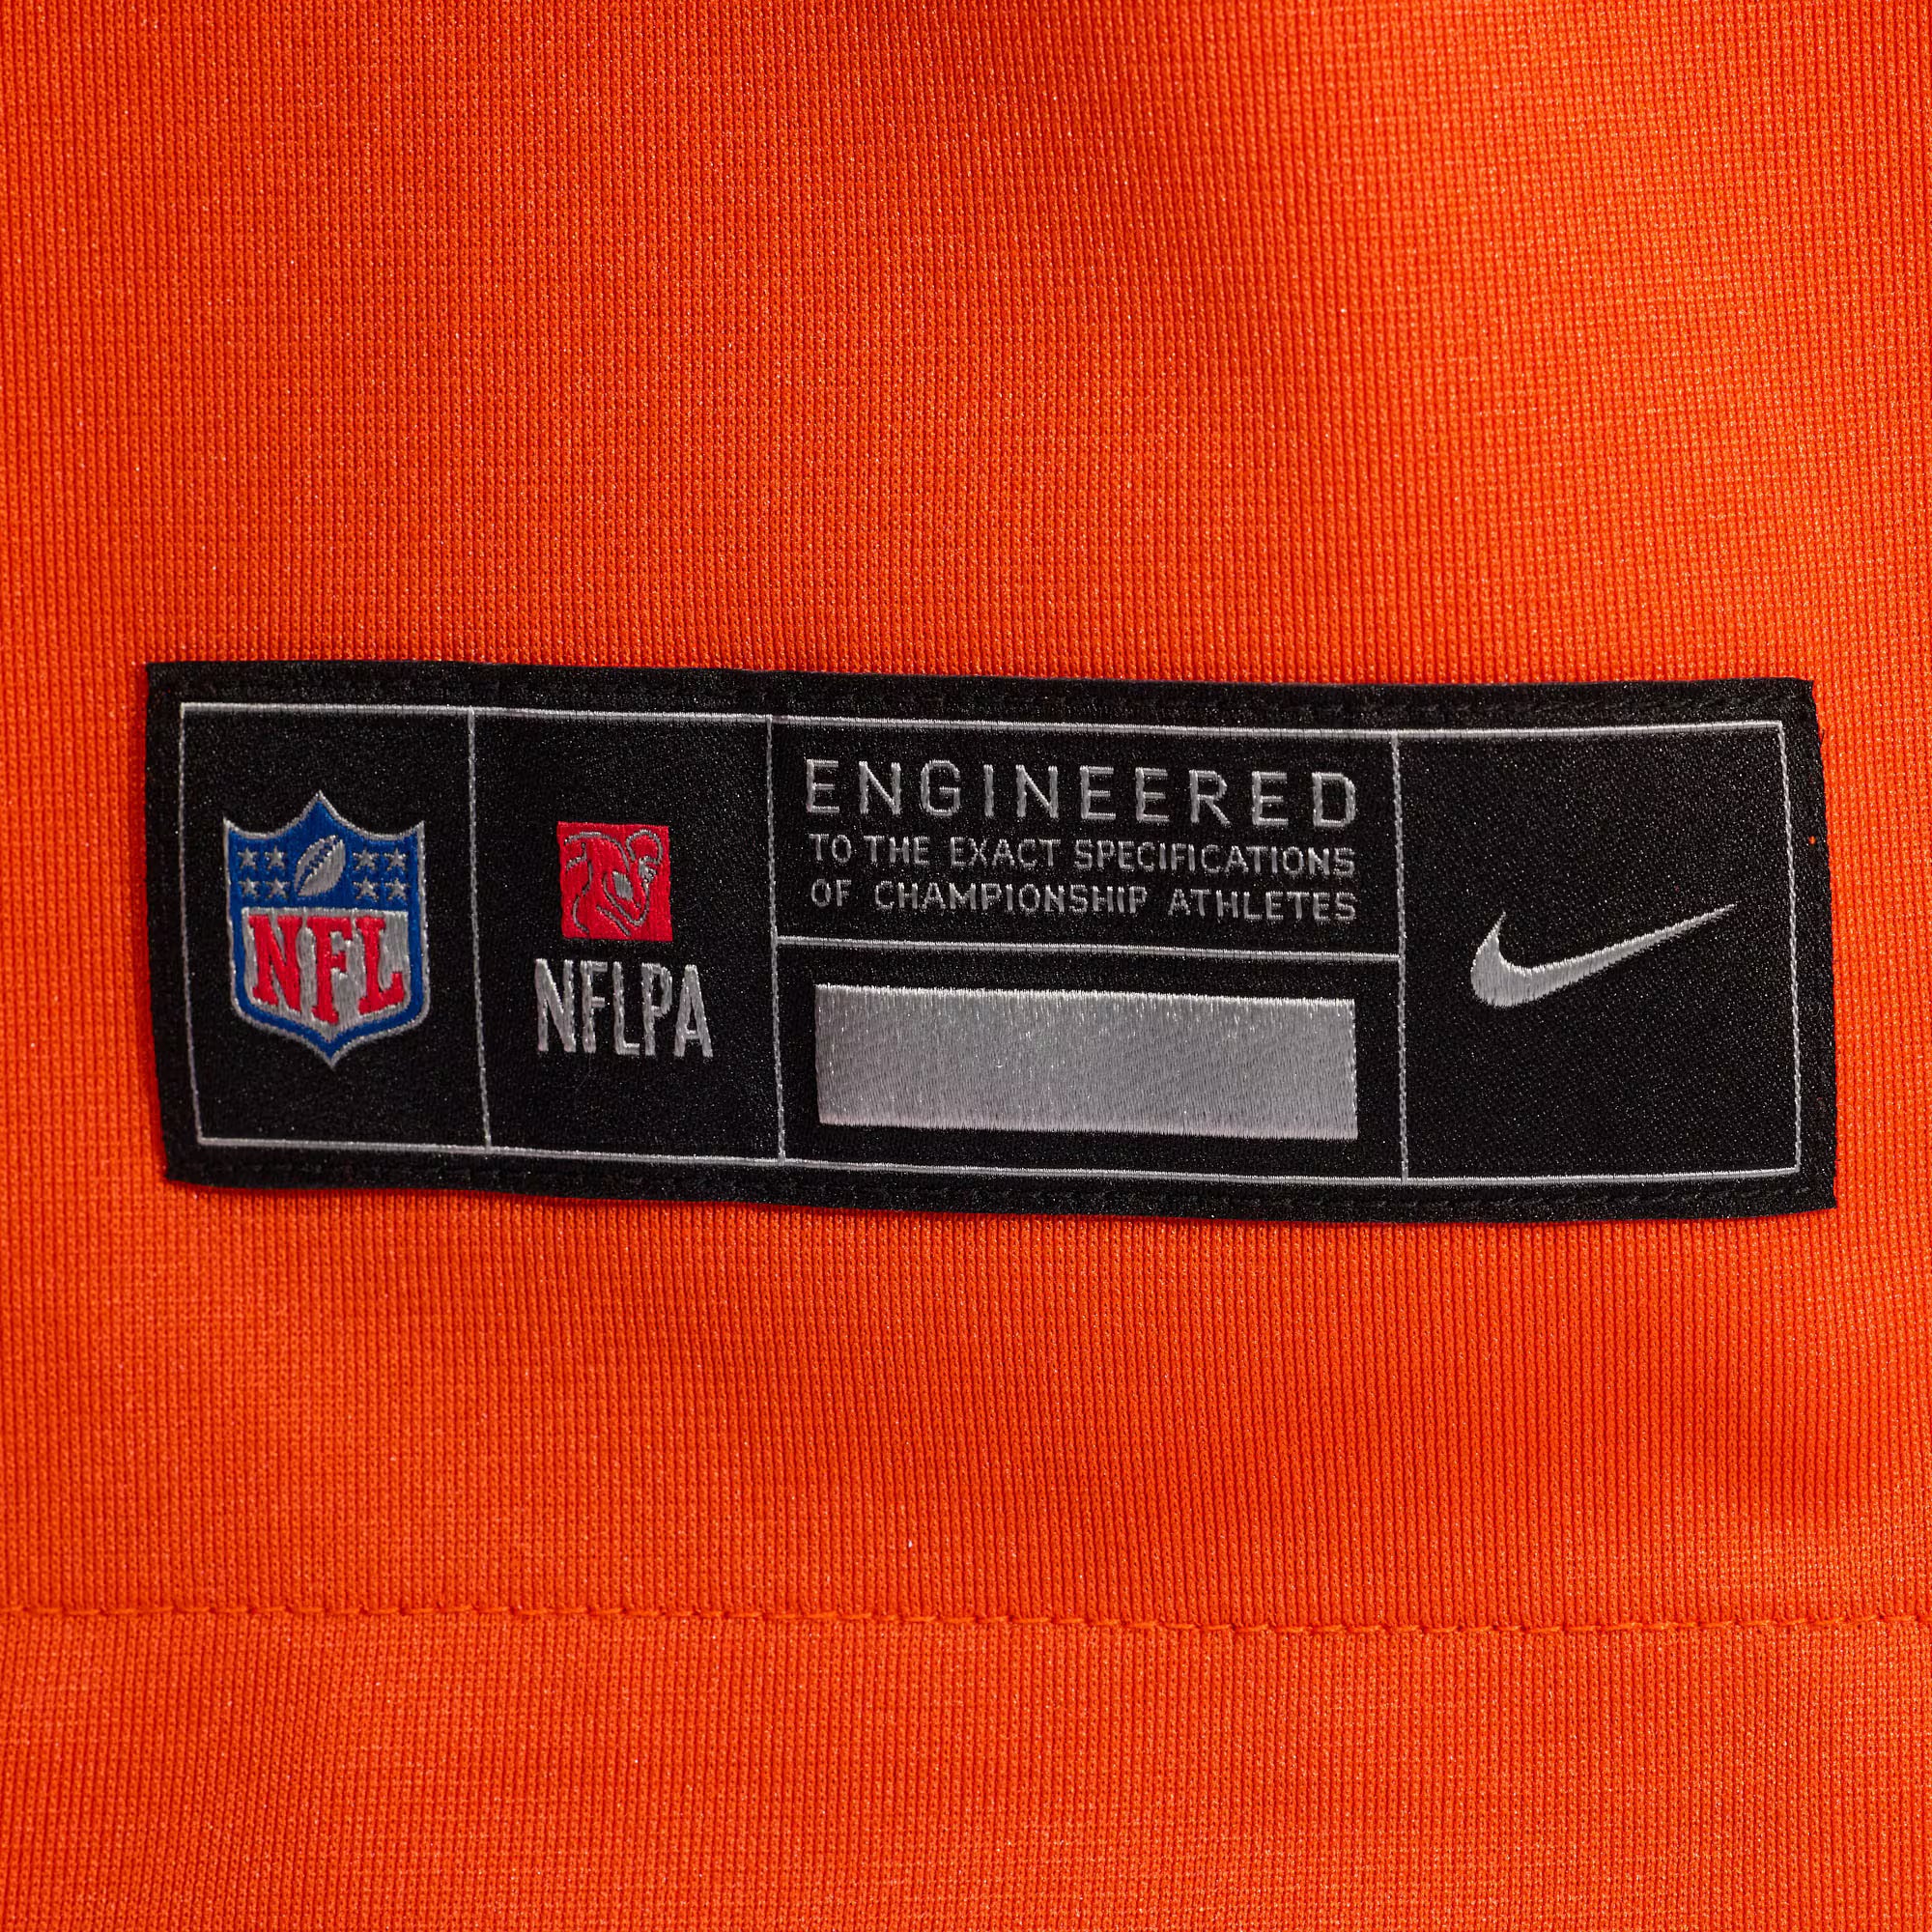 NFL
NFLPA
ENGINEERED
TO THE EXACT SPECIFICATIONS
OF CHAMPIONSHIP ATHLETES